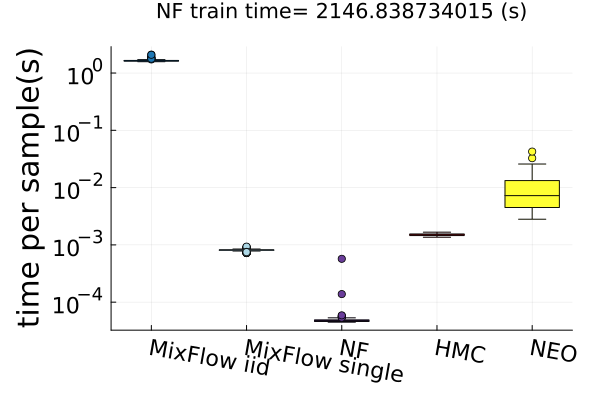 NF train time= 2146.838734015 (s)
time per sample(s)
10^0
10^-1
10^-2
10^-3
10^-4
MixFlow iid
MixFlow single
NF
HMC
NEO